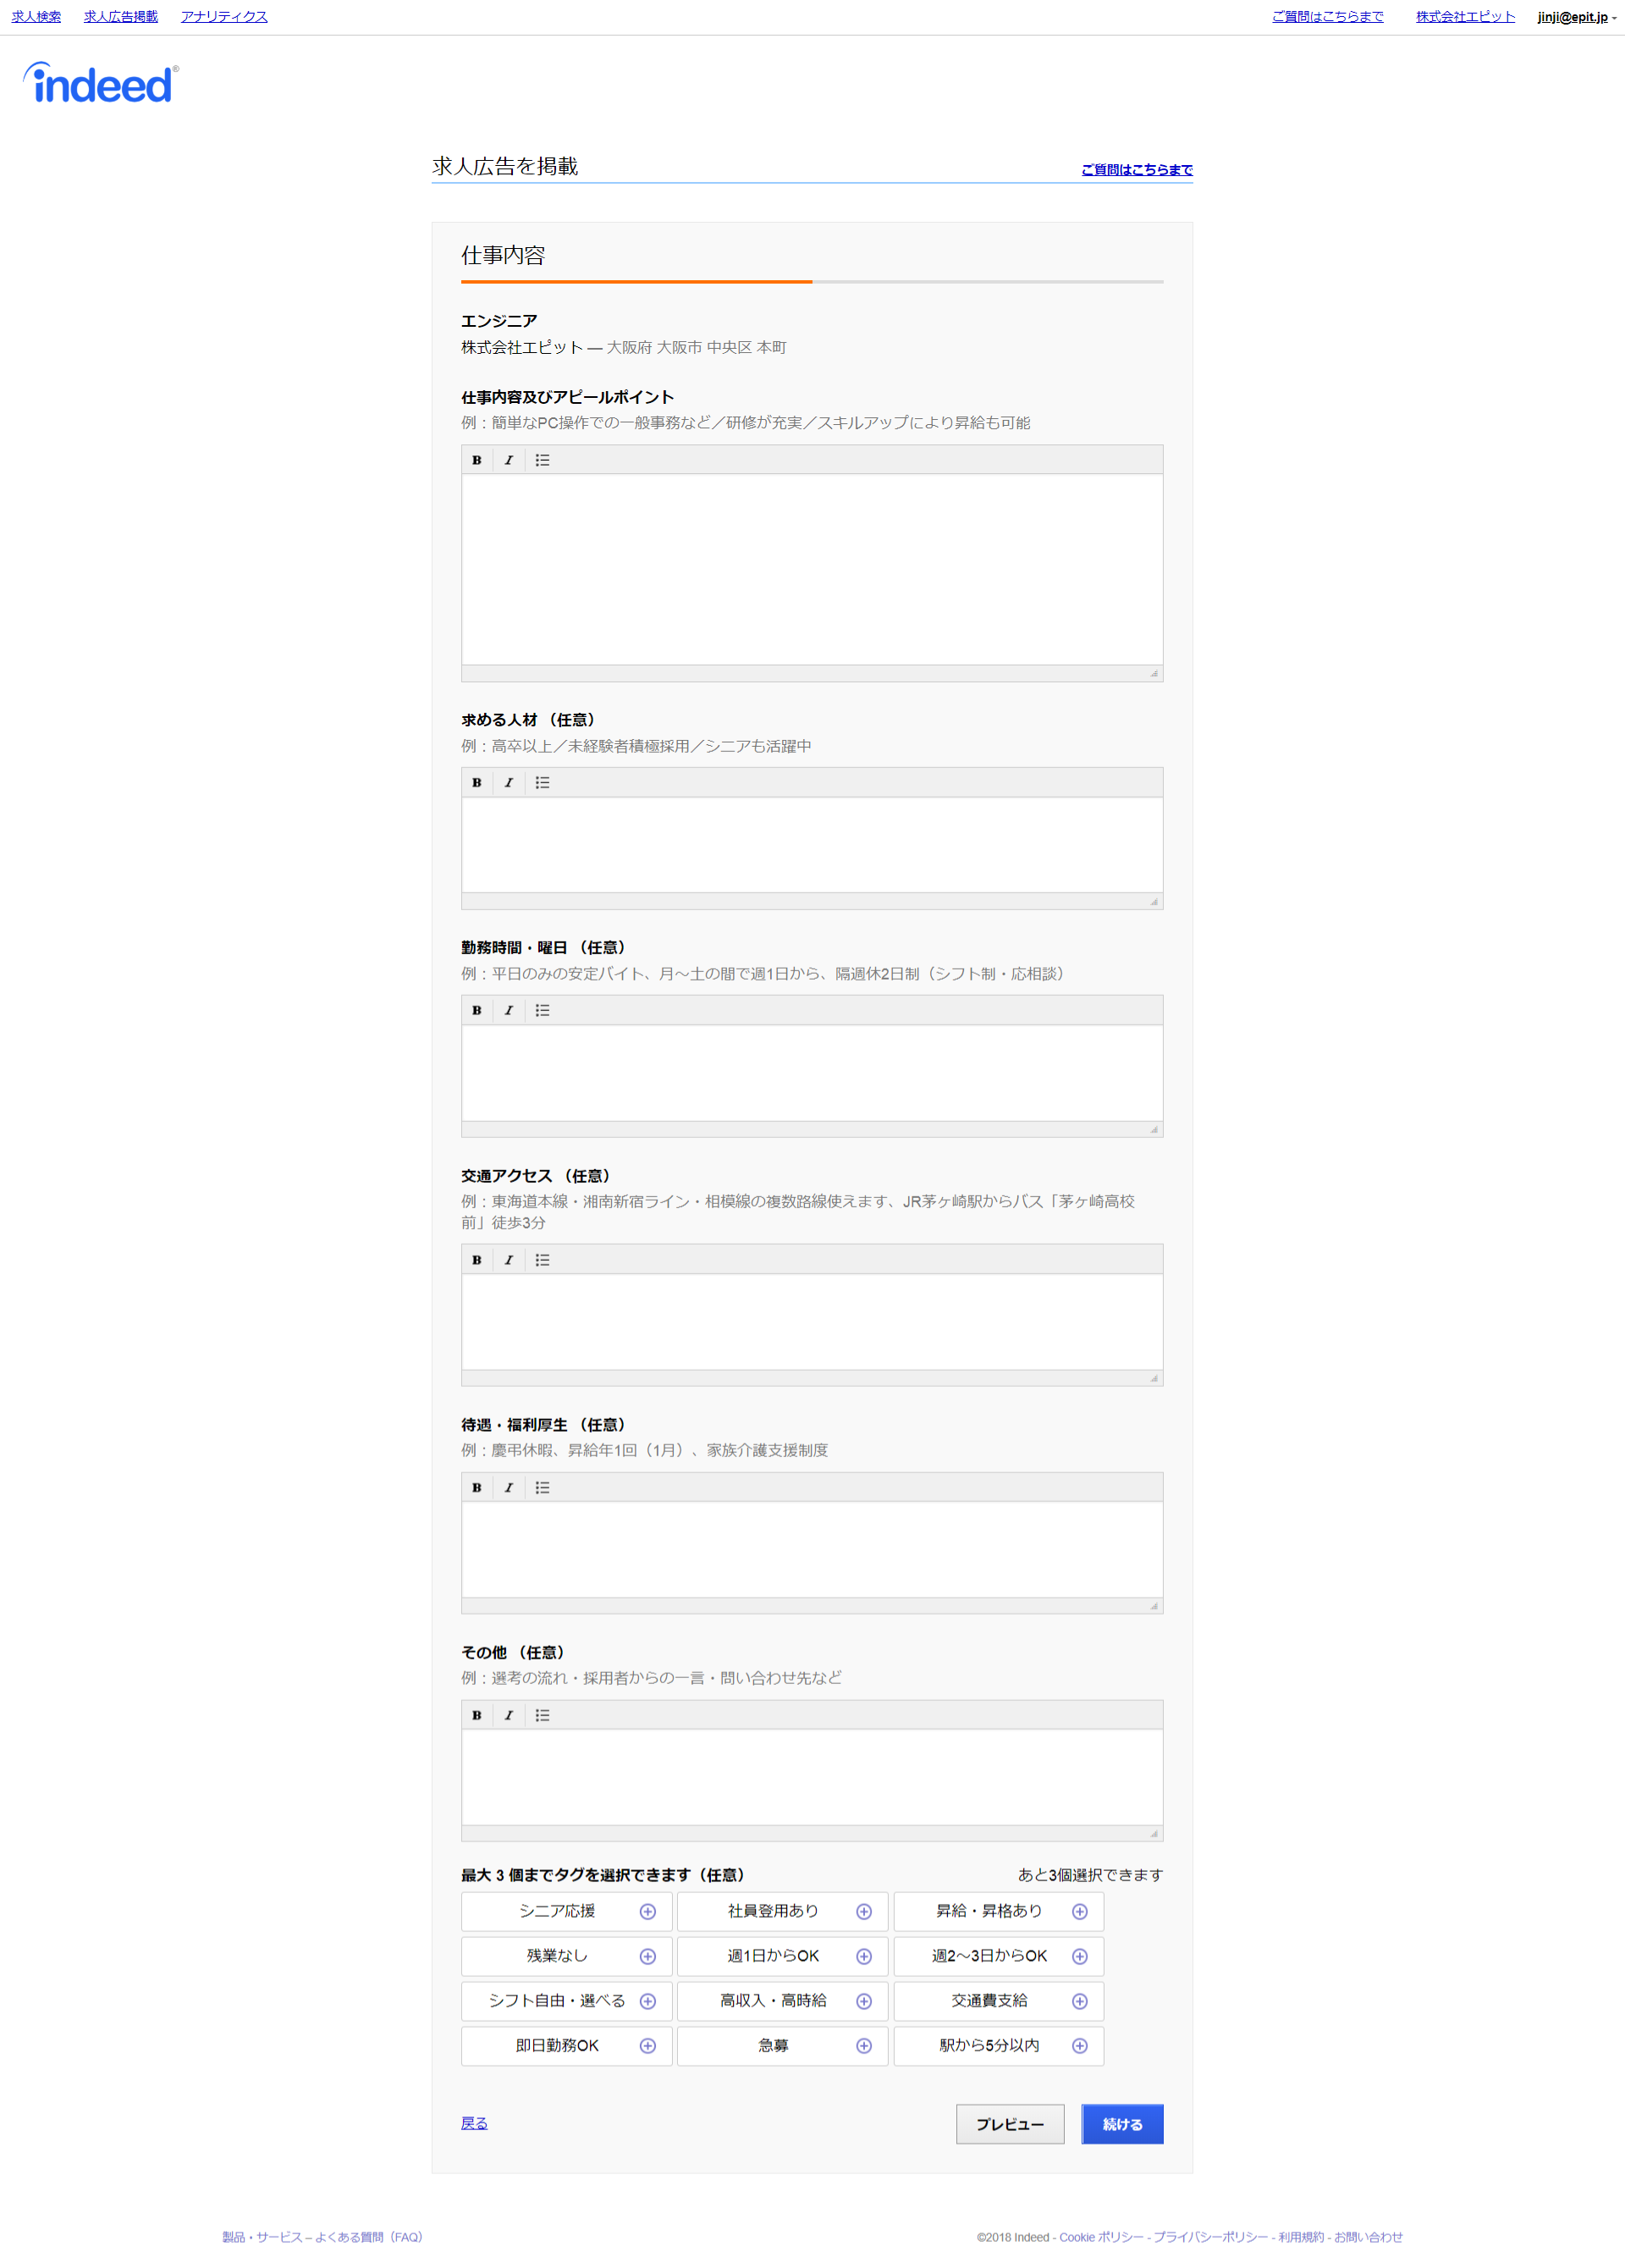 求人検索 求人広告掲載 アナリティクス ご質問はこちらまで 株式会社エピット jinji@epit.jp
indeed®
求人広告を掲載 ご質問はこちらまで
仕事内容
エンジニア
株式会社エピット — 大阪府 大阪市 中央区 本町
仕事内容及びアピールポイント
例：簡単なPC操作での一般事務など／研修が充実／スキルアップにより昇給も可能
B I
求める人材 （任意）
例：高卒以上／未経験者積極採用／シニアも活躍中
B I
勤務時間・曜日 （任意）
例：平日のみの安定バイト、月～土の間で週1日から、隔週休2日制（シフト制・応相談）
B I
交通アクセス （任意）
例：東海道本線・湘南新宿ライン・相模線の複数路線使えます、JR茅ヶ崎駅からバス「茅ヶ崎高校
前」徒歩3分
B I
待遇・福利厚生 （任意）
例：慶弔休暇、昇給年1回（1月）、家族介護支援制度
B I
その他 （任意）
例：選考の流れ・採用者からの一言・問い合わせ先など
B I
最大 3 個までタグを選択できます（任意） あと3個選択できます
シニア応援 社員登用あり 昇給・昇格あり
残業なし 週1日からOK 週2～3日からOK
シフト自由・選べる 高収入・高時給 交通費支給
即日勤務OK 急募 駅から5分以内
戻る プレビュー 続ける
製品・サービス – よくある質問（FAQ） ©2018 Indeed - Cookie ポリシー - プライバシーポリシー - 利用規約 - お問い合わせ